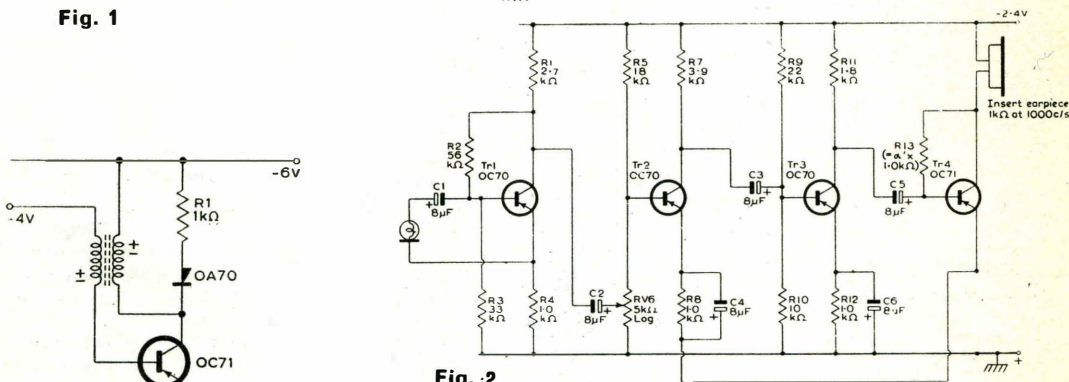 Fig. 1
-6V
-4V
R1
1kΩ
±
±
OA70
OC71
-2·4V
R1
2·7
kΩ
R5
18
kΩ
R7
3·9
kΩ
R9
22
kΩ
R11
1·8
kΩ
Insert earpiece
1kΩ at 1000c/s
R2
56
kΩ
Tr1
OC70
Tr2
OC70
C3
8μF
+
Tr3
OC70
R13
(=α'x
1·0kΩ)
Tr4
OC71
C5
+
8μF
C1
+
8μF
R3
33
kΩ
R4
1·0
kΩ
C2
8μF
+
RV6
5kΩ
Log
R8
1·0
kΩ
C4
8μF
+
R10
10
kΩ
R12
1·0
kΩ
C6
8μF
+
+
Fig. 2